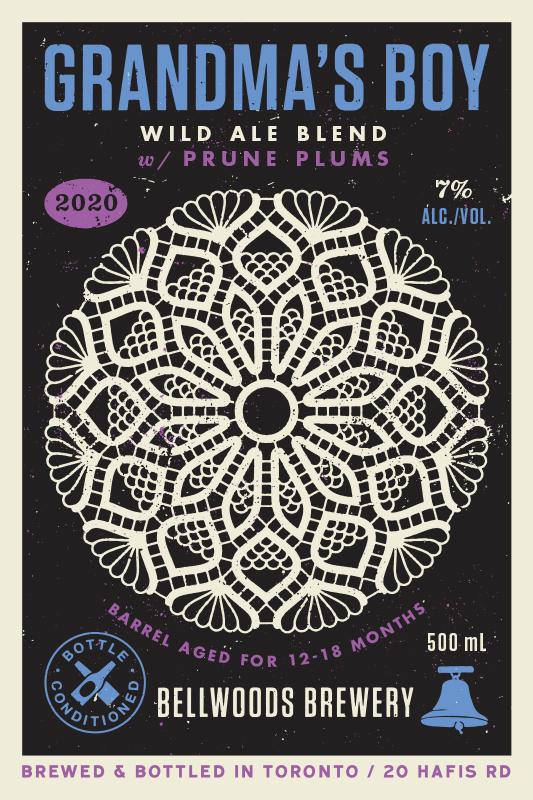 GRANDMA'S BOY
WILD ALE BLEND
w/ PRUNE PLUMS
2020
7%
ALC./VOL.
BARREL AGED FOR 12-18 MONTHS
500 mL
BOTTLE
CONDITIONED
BELLWOODS BREWERY
BREWED & BOTTLED IN TORONTO / 20 HAFIS RD